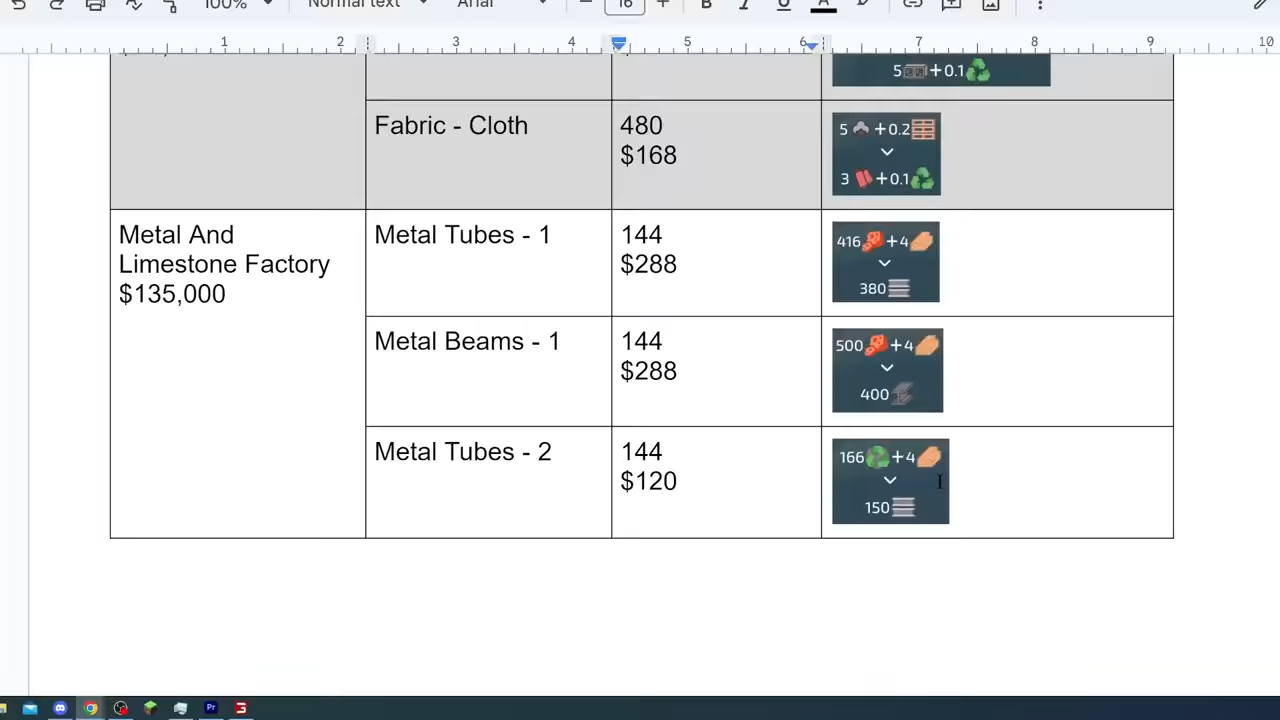 100%
Normal text
Arial
16
B
I
U
A
1
2
3
4
5
6
7
8
9
10
5 +0.1
Fabric - Cloth
480
$168
5 +0.2
3 +0.1
Metal And
Limestone Factory
$135,000
Metal Tubes - 1
144
$288
416 +4
380
Metal Beams - 1
144
$288
500 +4
400
Metal Tubes - 2
144
$120
166 +4
150
Pr